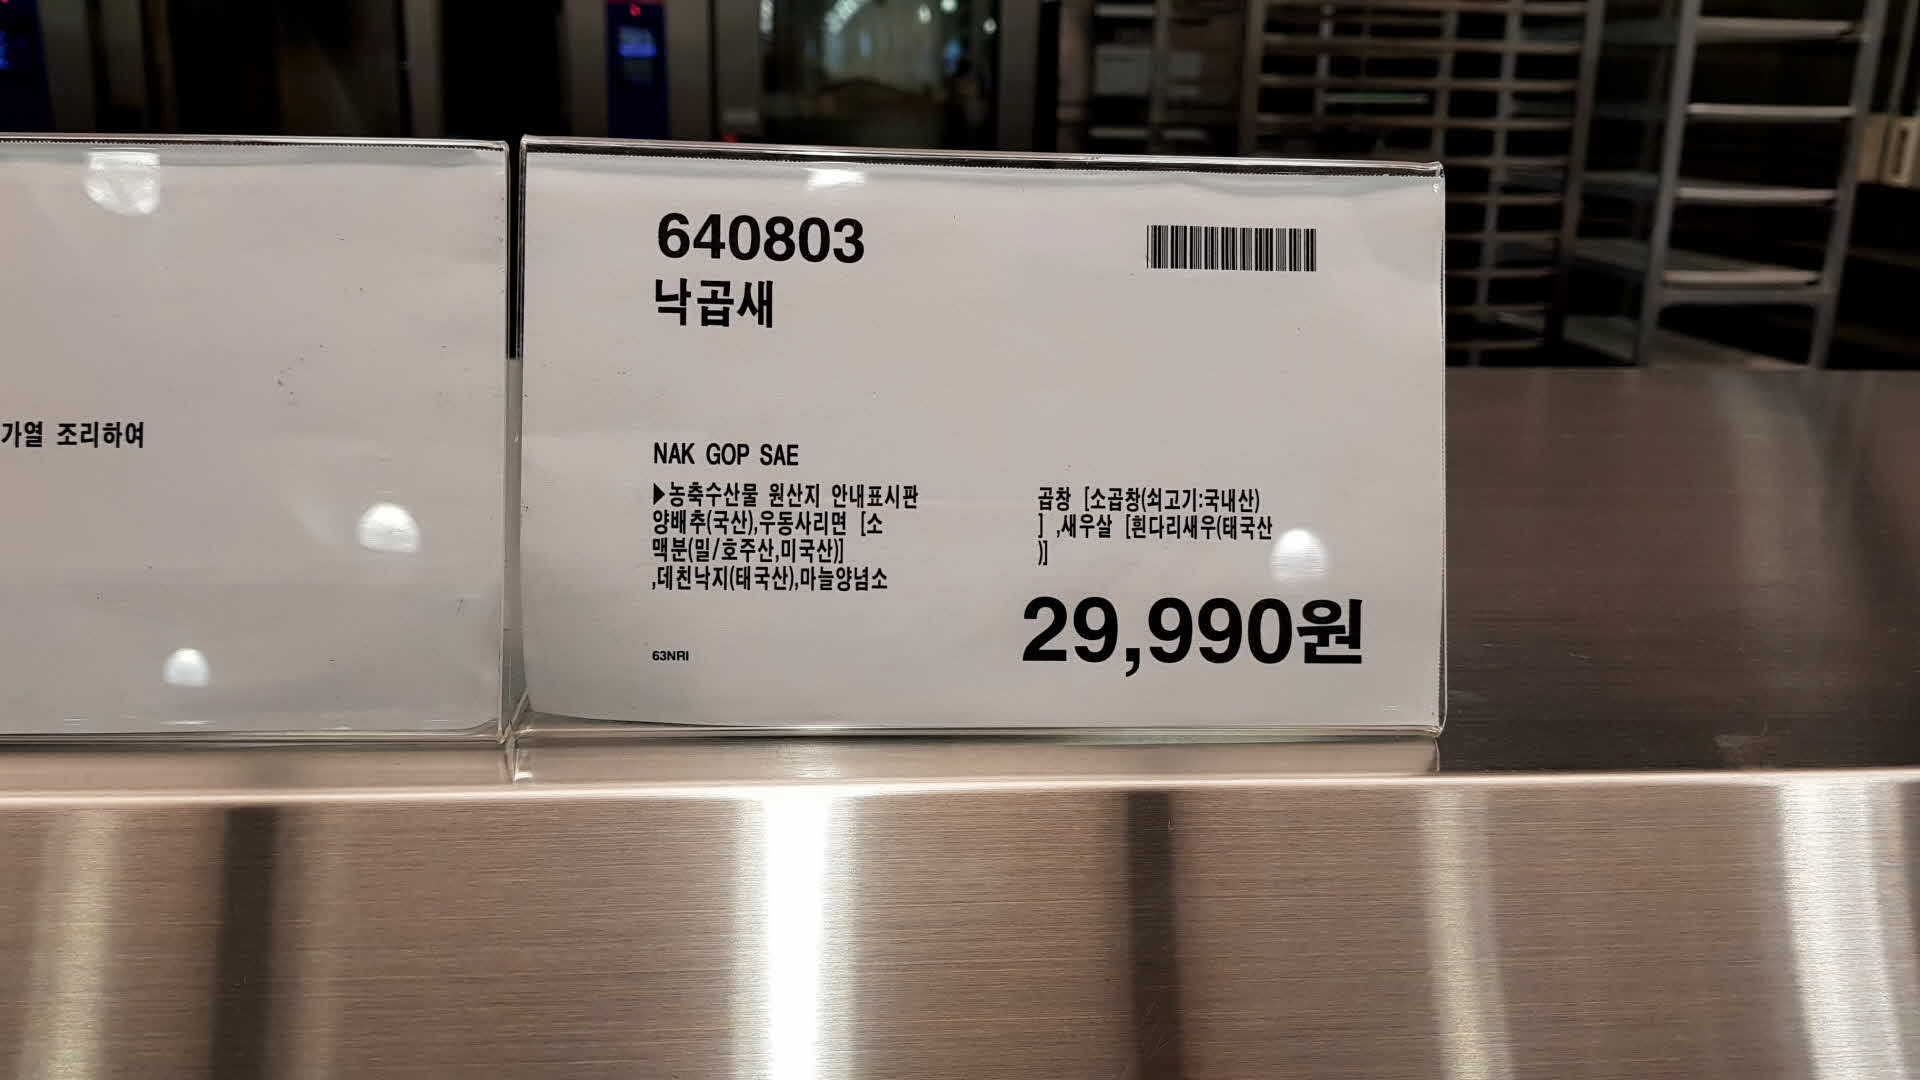 가열 조리하여
640803
낙곱새
NAK GOP SAE
▶농축수산물 원산지 안내표시판
양배추(국산),우동사리면 [소
맥분(밀/호주산,미국산)]
,데친낙지(태국산),마늘양념소
곱창 [소곱창(쇠고기:국내산)
] ,새우살 [흰다리새우(태국산
)]
29,990원
63NRI